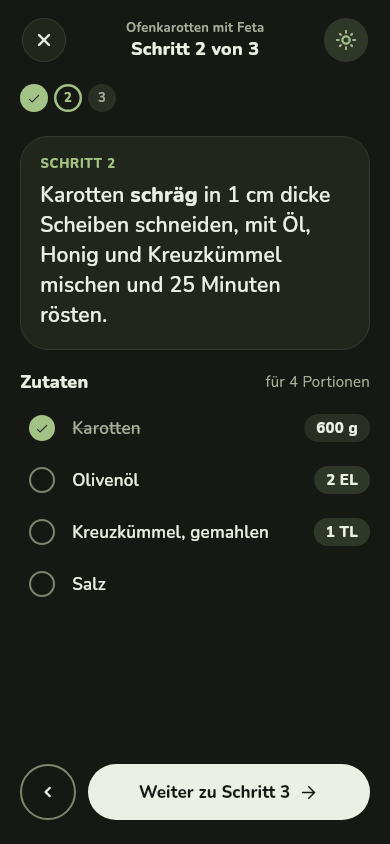 Ofenkarotten mit Feta
Schritt 2 von 3
2
3
SCHRITT 2
Karotten schräg in 1 cm dicke
Scheiben schneiden, mit Öl,
Honig und Kreuzkümmel
mischen und 25 Minuten
rösten.
Zutaten
für 4 Portionen
Karotten
600 g
Olivenöl
2 EL
Kreuzkümmel, gemahlen
1 TL
Salz
Weiter zu Schritt 3